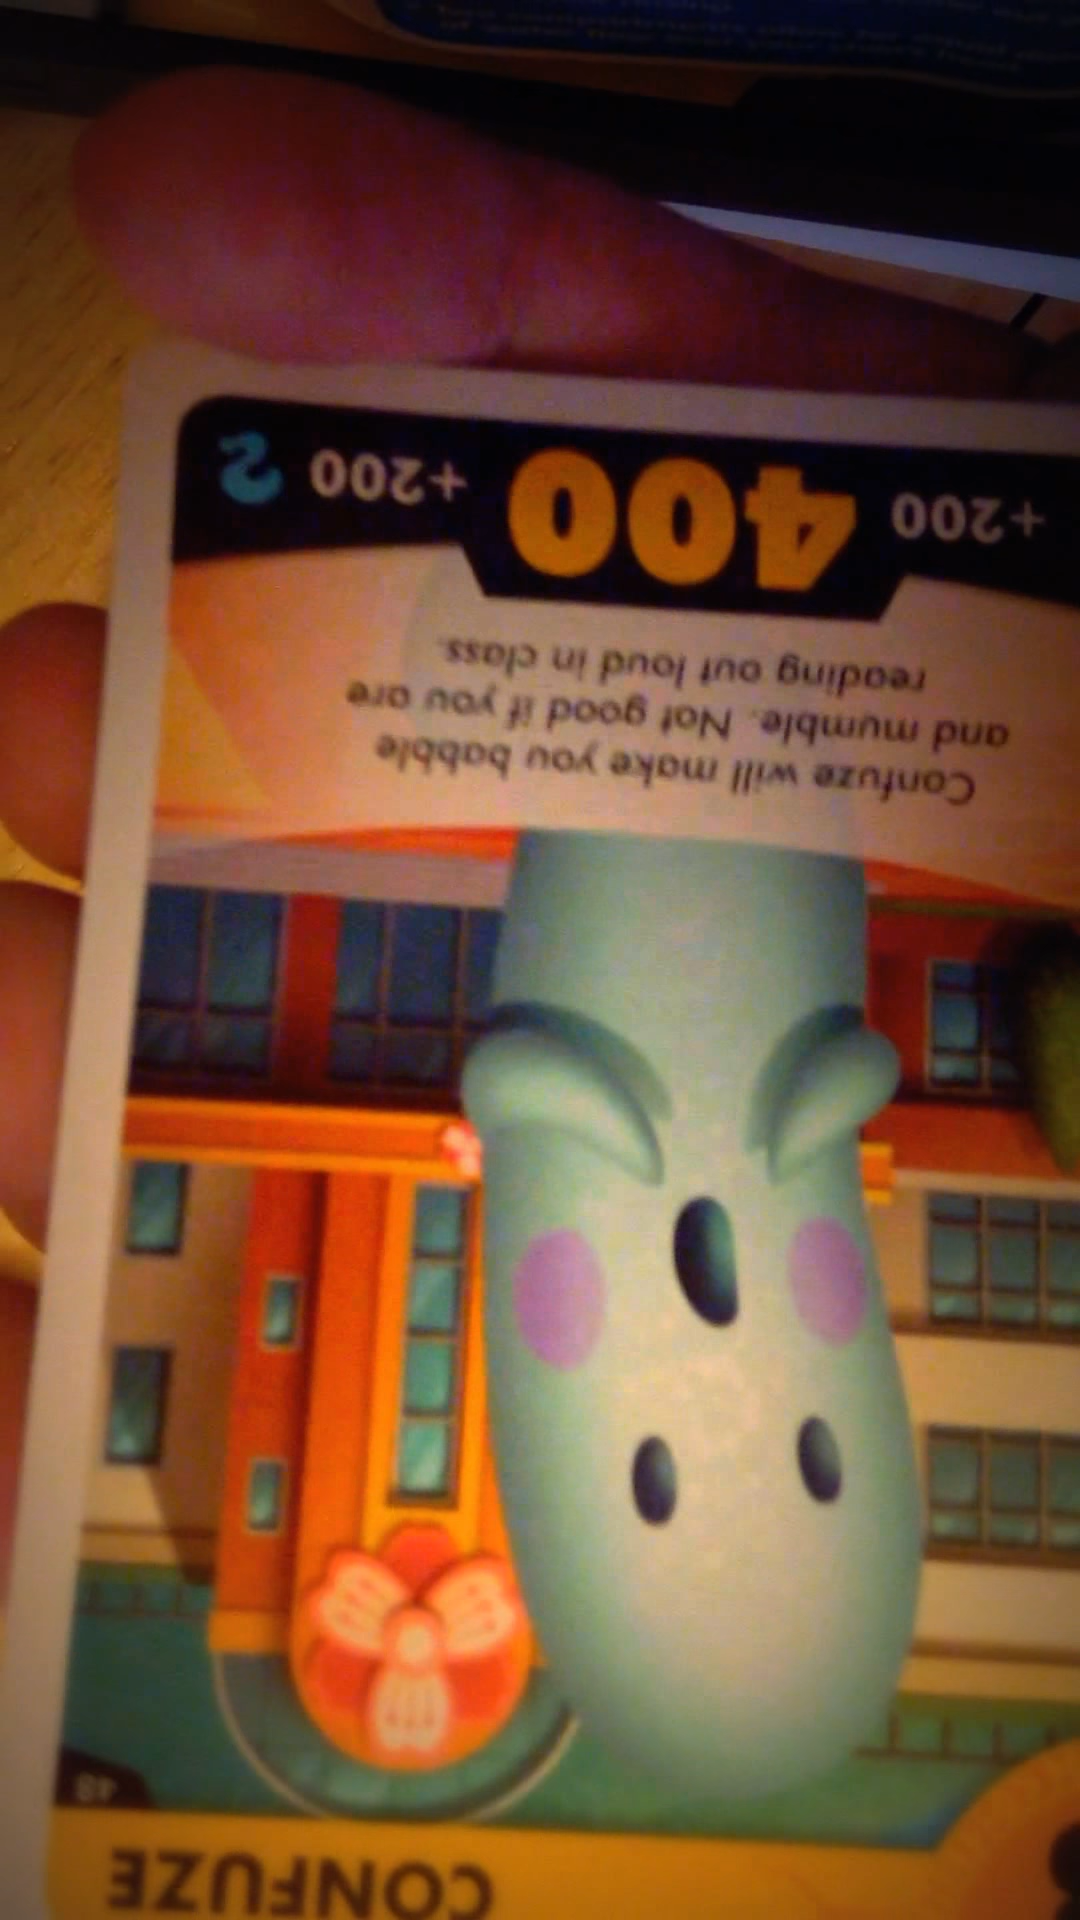 CONFUZE
48
Confuze will make you babble
and mumble. Not good if you are
reading out loud in class.
+200 400 +200 2